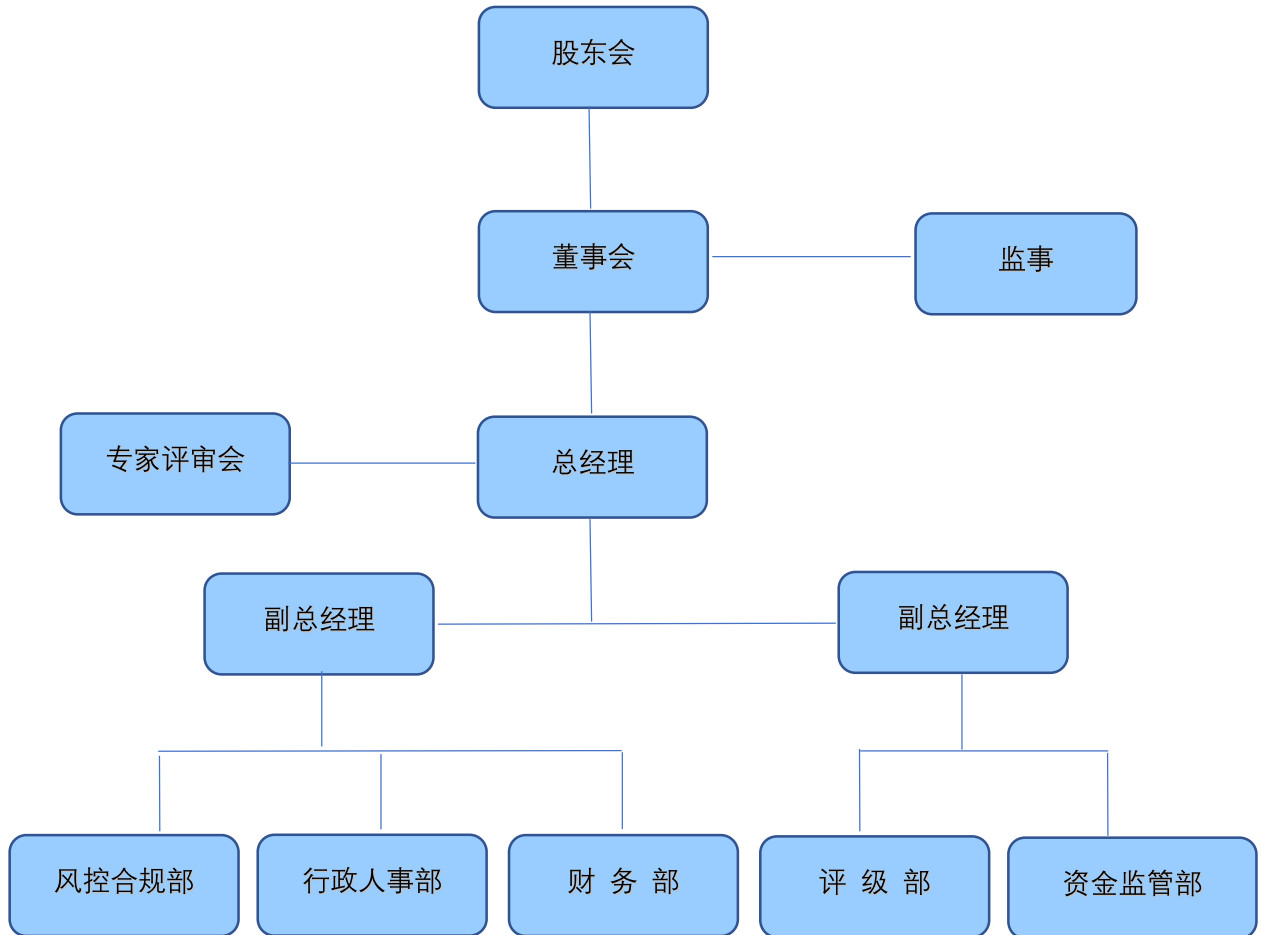 股东会
董事会
监事
专家评审会
总经理
副总经理
副总经理
风控合规部
行政人事部
财 务 部
评 级 部
资金监管部